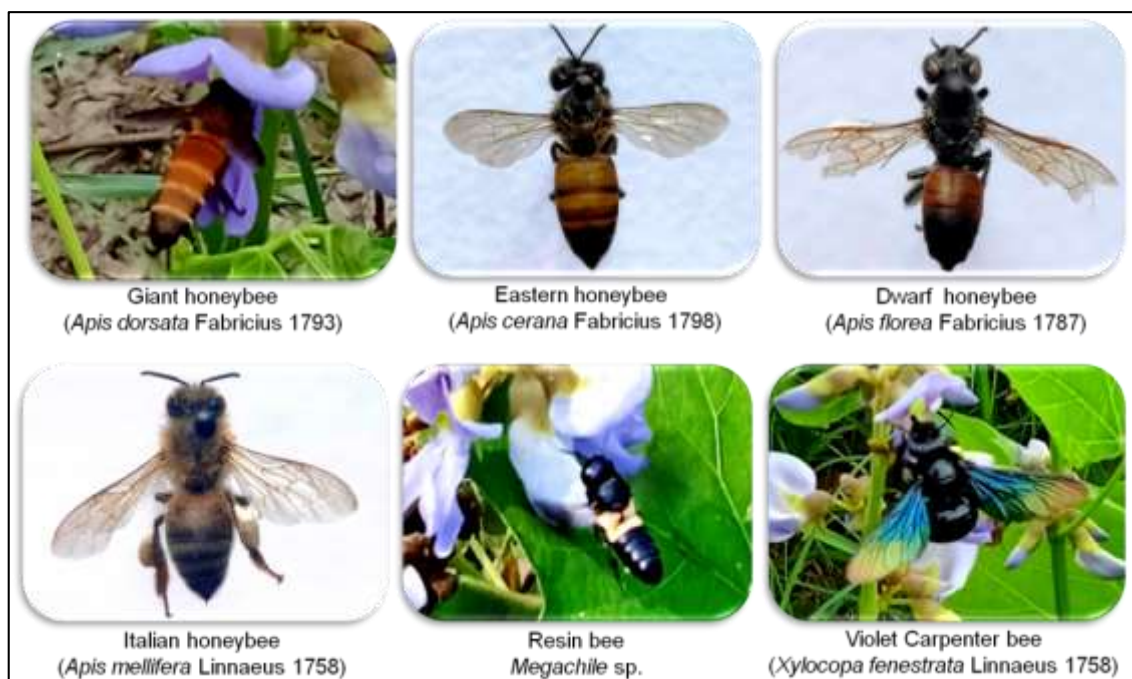 Giant honeybee
(Apis dorsata Fabricius 1793)
Eastern honeybee
(Apis cerana Fabricius 1798)
Dwarf honeybee
(Apis florea Fabricius 1787)
Italian honeybee
(Apis mellifera Linnaeus 1758)
Resin bee
Megachile sp.
Violet Carpenter bee
(Xylocopa fenestrata Linnaeus 1758)